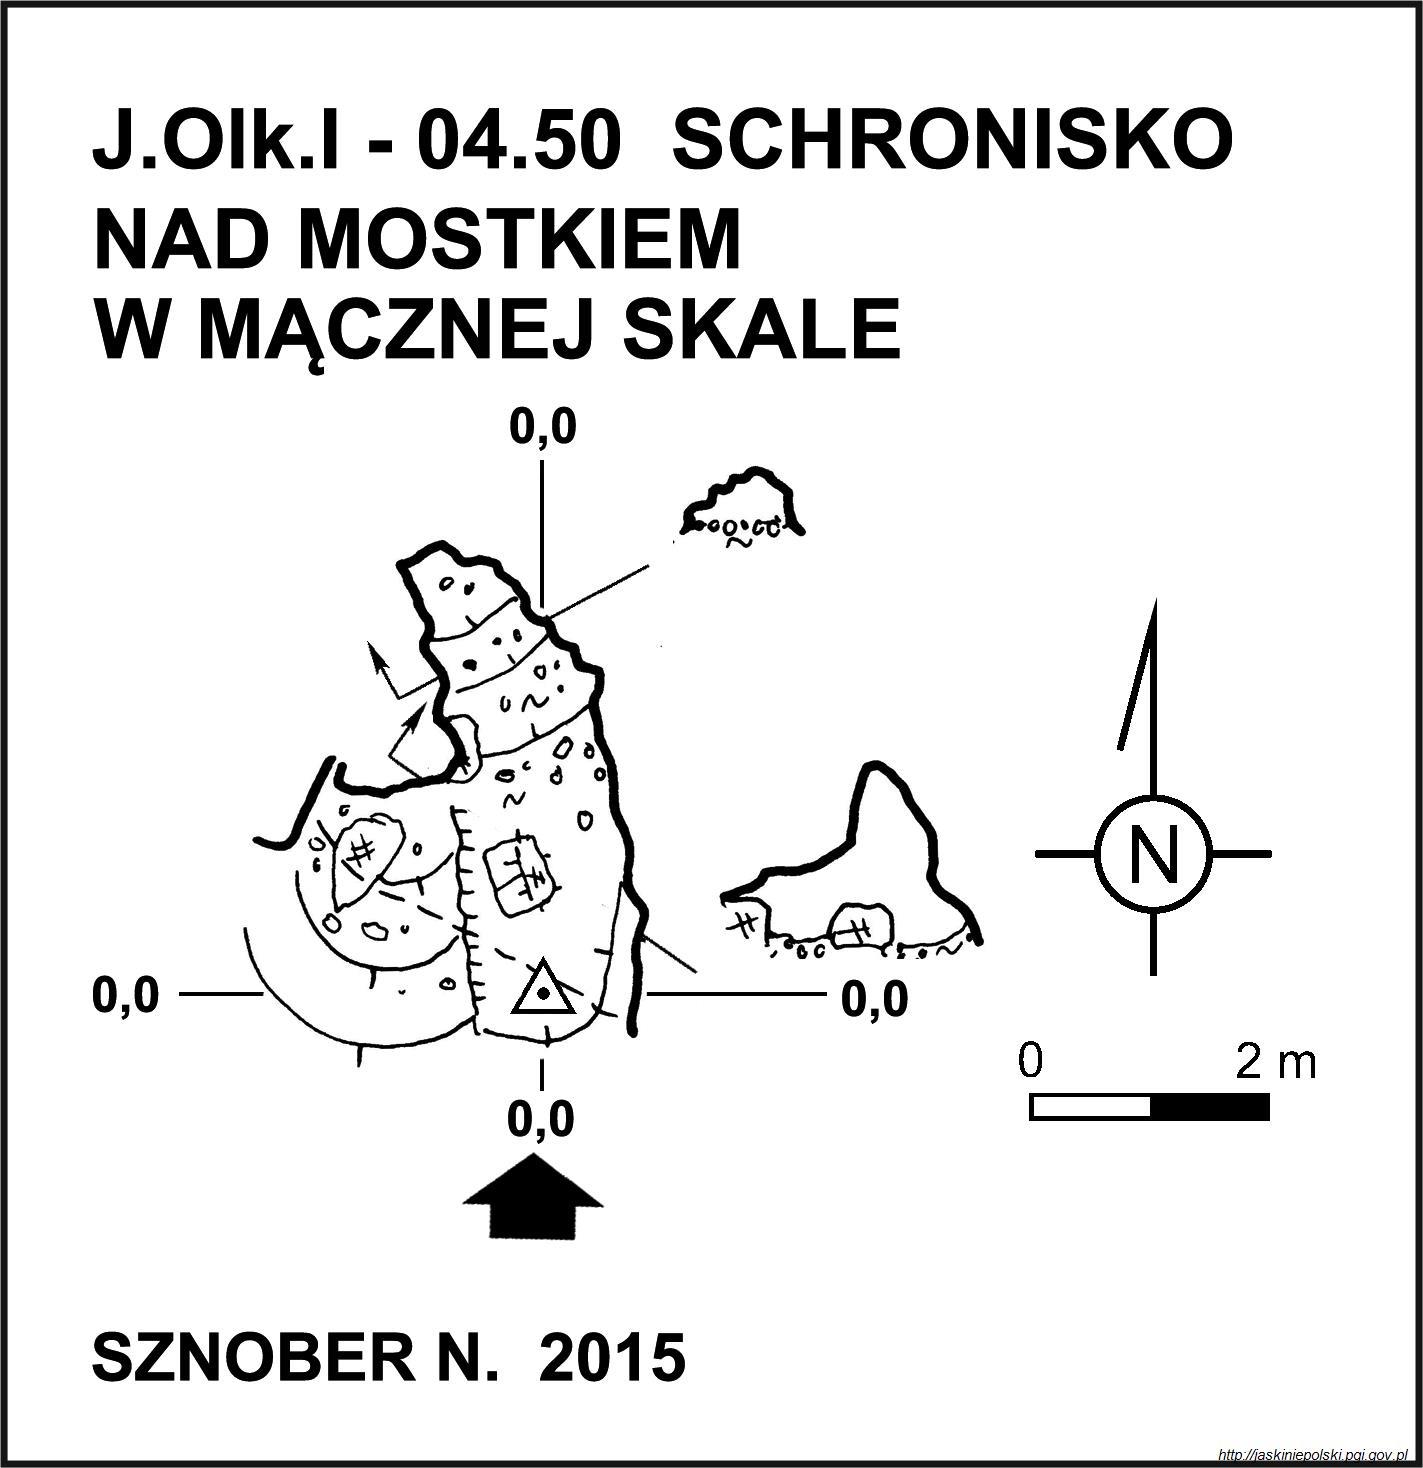 J.Olk.I - 04.50 SCHRONISKO
NAD MOSTKIEM
W MĄCZNEJ SKALE
0,0
N
0,0
0,0
0 2 m
0,0
SZNOBER N. 2015
http://jaskiniepolski.pgi.gov.pl